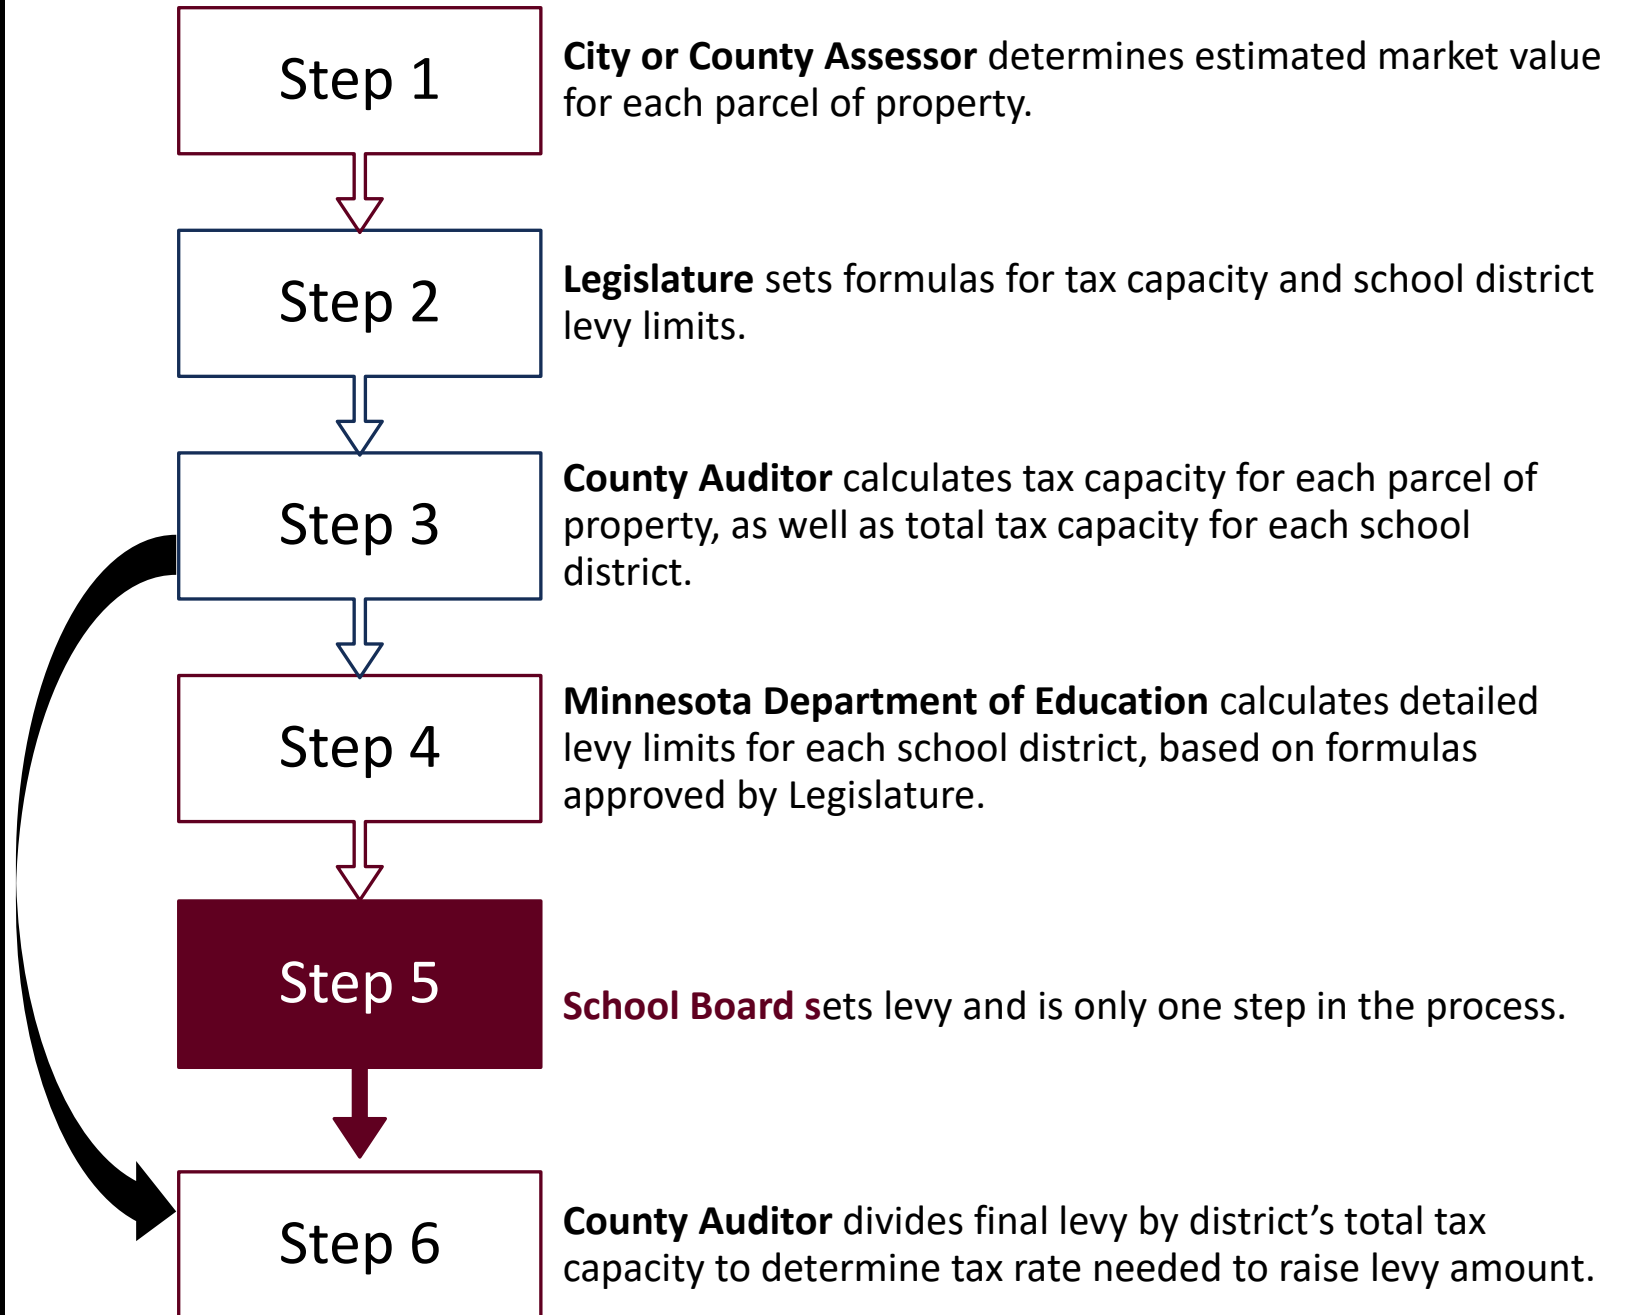 Step 1
City or County Assessor determines estimated market value
for each parcel of property.
Step 2
Legislature sets formulas for tax capacity and school district
levy limits.
Step 3
County Auditor calculates tax capacity for each parcel of
property, as well as total tax capacity for each school
district.
Step 4
Minnesota Department of Education calculates detailed
levy limits for each school district, based on formulas
approved by Legislature.
Step 5
School Board sets levy and is only one step in the process.
Step 6
County Auditor divides final levy by district’s total tax
capacity to determine tax rate needed to raise levy amount.